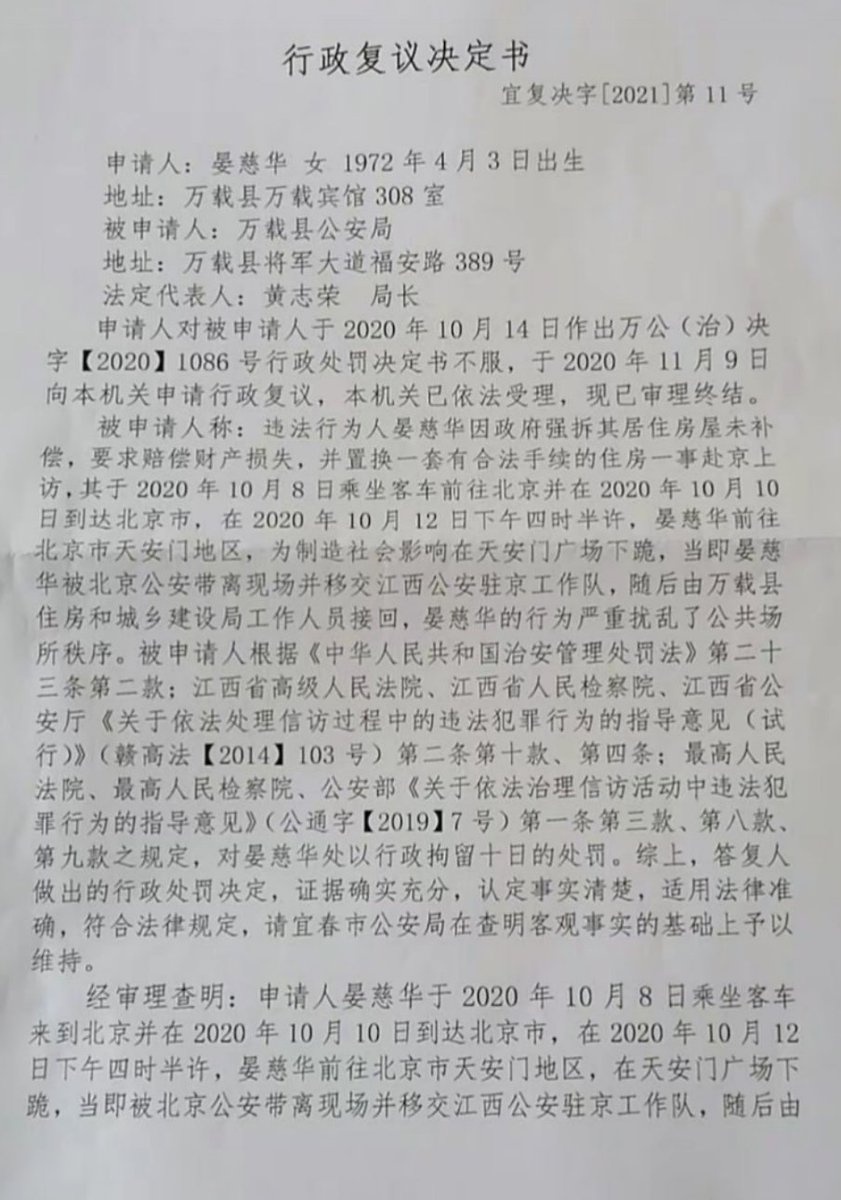 行政复议决定书
宜复决字[2021]第 11 号
申请人：晏慈华 女 1972 年 4 月 3 日出生
地址：万载县万载宾馆 308 室
被申请人：万载县公安局
地址：万载县将军大道福安路 389 号
法定代表人：黄志荣 局长
申请人对被申请人于 2020 年 10 月 14 日作出万公（治）决
字【2020】1086 号行政处罚决定书不服，于 2020 年 11 月 9 日
向本机关申请行政复议，本机关已依法受理，现已审理终结。
被申请人称：违法行为人晏慈华因政府强拆其居住房屋未补
偿，要求赔偿财产损失，并置换一套有合法手续的住房一事赴京上
访，其于 2020 年 10 月 8 日乘坐客车前往北京并在 2020 年 10 月 10
日到达北京市，在 2020 年 10 月 12 日下午四时半许，晏慈华前往
北京市天安门地区，为制造社会影响在天安门广场下跪，当即晏慈
华被北京公安带离现场并移交江西公安驻京工作队，随后由万载县
住房和城乡建设局工作人员接回，晏慈华的行为严重扰乱了公共场
所秩序。被申请人根据《中华人民共和国治安管理处罚法》第二十
三条第二款；江西省高级人民法院、江西省人民检察院、江西省公
安厅《关于依法处理信访过程中的违法犯罪行为的指导意见（试
行）》（赣高法【2014】103 号）第二条第十款、第四条；最高人民
法院、最高人民检察院、公安部《关于依法治理信访活动中违法犯
罪行为的指导意见》（公通字【2019】7 号）第一条第三款、第八款、
第九款之规定，对晏慈华处以行政拘留十日的处罚。综上，答复人
做出的行政处罚决定，证据确实充分，认定事实清楚，适用法律准
确，符合法律规定，请宜春市公安局在查明客观事实的基础上予以
维持。
经审理查明：申请人晏慈华于 2020 年 10 月 8 日乘坐客车
来到北京并在 2020 年 10 月 10 日到达北京市，在 2020 年 10 月 12
日下午四时半许，晏慈华前往北京市天安门地区，在天安门广场下
跪，当即被北京公安带离现场并移交江西公安驻京工作队，随后由